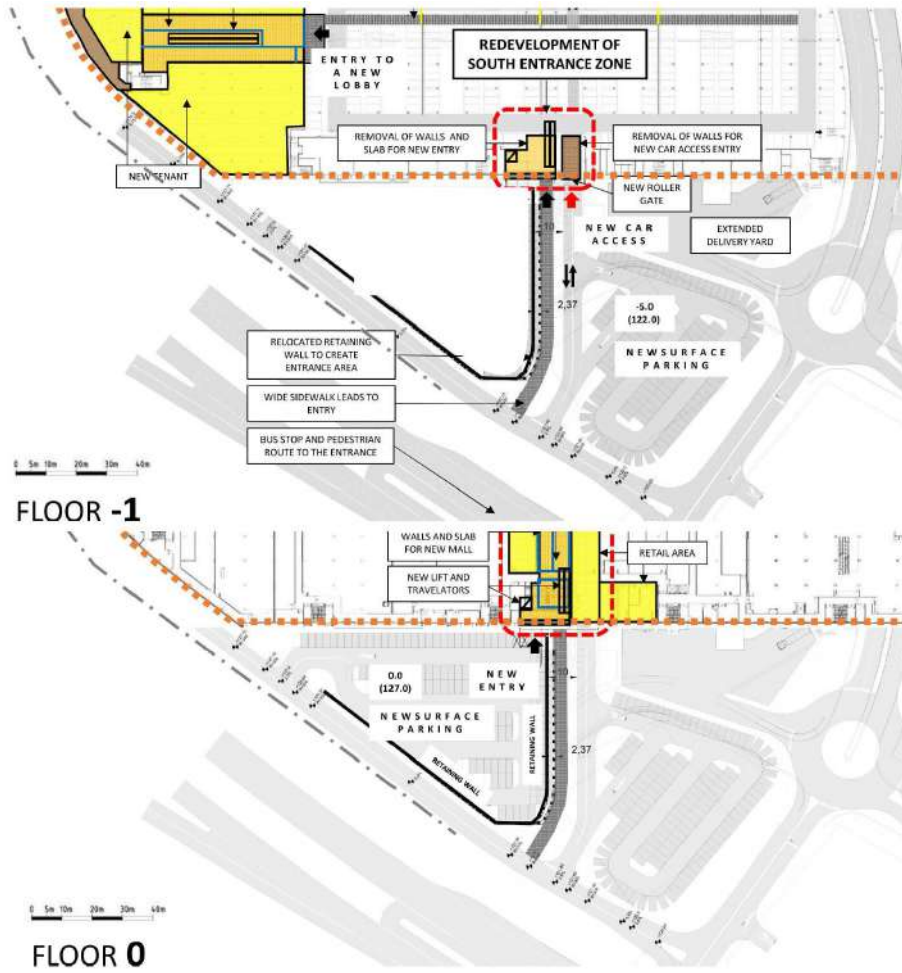 REDEVELOPMENT OF
SOUTH ENTRANCE ZONE
ENTRY TO
A NEW
LOBBY
REMOVAL OF WALLS AND
SLAB FOR NEW ENTRY
REMOVAL OF WALLS FOR
NEW CAR ACCESS ENTRY
NEW TENANT
NEW ROLLER
GATE
NEW CAR
ACCESS
EXTENDED
DELIVERY YARD
10
2,37
-5.0
(122.0)
NEWSURFACE
PARKING
RELOCATED RETAINING
WALL TO CREATE
ENTRANCE AREA
WIDE SIDEWALK LEADS TO
ENTRY
BUS STOP AND PEDESTRIAN
ROUTE TO THE ENTRANCE
0 5m 10m 20m 30m 40m
FLOOR -1
WALLS AND SLAB
FOR NEW MALL
RETAIL AREA
NEW LIFT AND
TRAVELATORS
0.0
(127.0)
NEW
ENTRY
10
NEWSURFACE
PARKING
RETAINING WALL
RETAINING WALL
2,37
0 5m 10m 20m 30m 40m
FLOOR 0